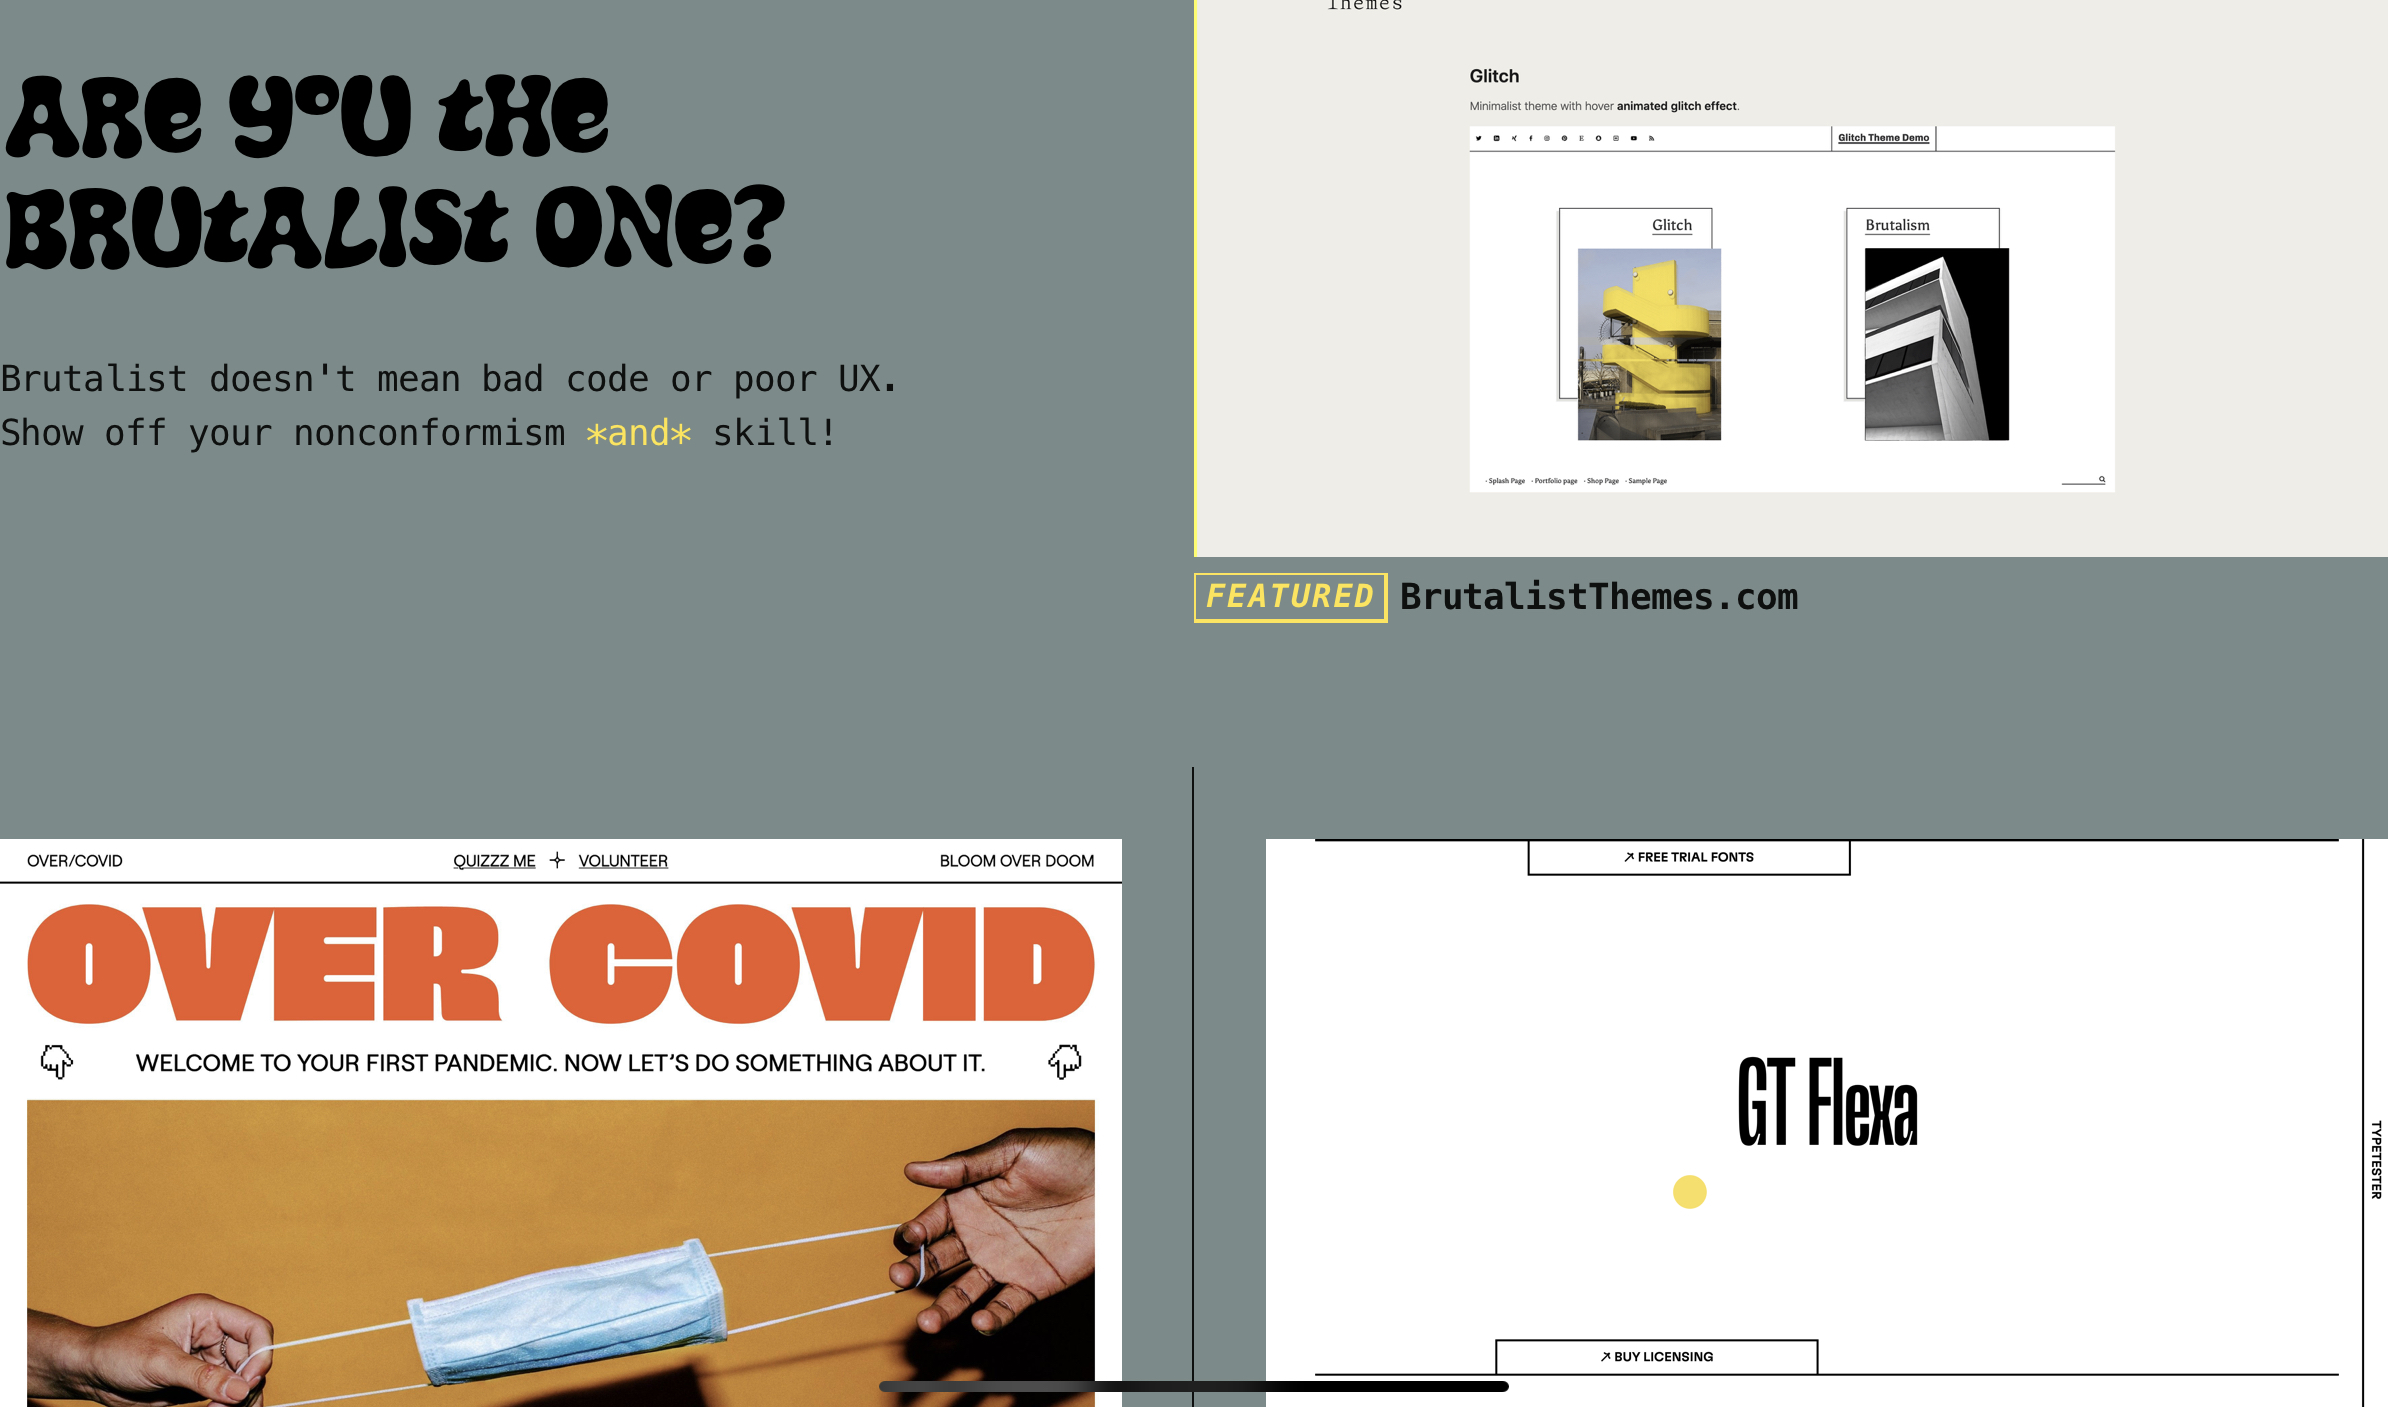 ARe yoU tHe
BRUtALISt ONe?
Brutalist doesn't mean bad code or poor UX.
Show off your nonconformism *and* skill!
Themes
Glitch
Minimalist theme with hover animated glitch effect.
Glitch Theme Demo
Glitch
Brutalism
- Splash Page - Portfolio page - Shop Page - Sample Page
FEATURED BrutalistThemes.com
OVER/COVID QUIZZZ ME VOLUNTEER BLOOM OVER DOOM
OVER COVID
WELCOME TO YOUR FIRST PANDEMIC. NOW LET'S DO SOMETHING ABOUT IT.
↗ FREE TRIAL FONTS
GT Flexa
TYPETESTER
↗ BUY LICENSING